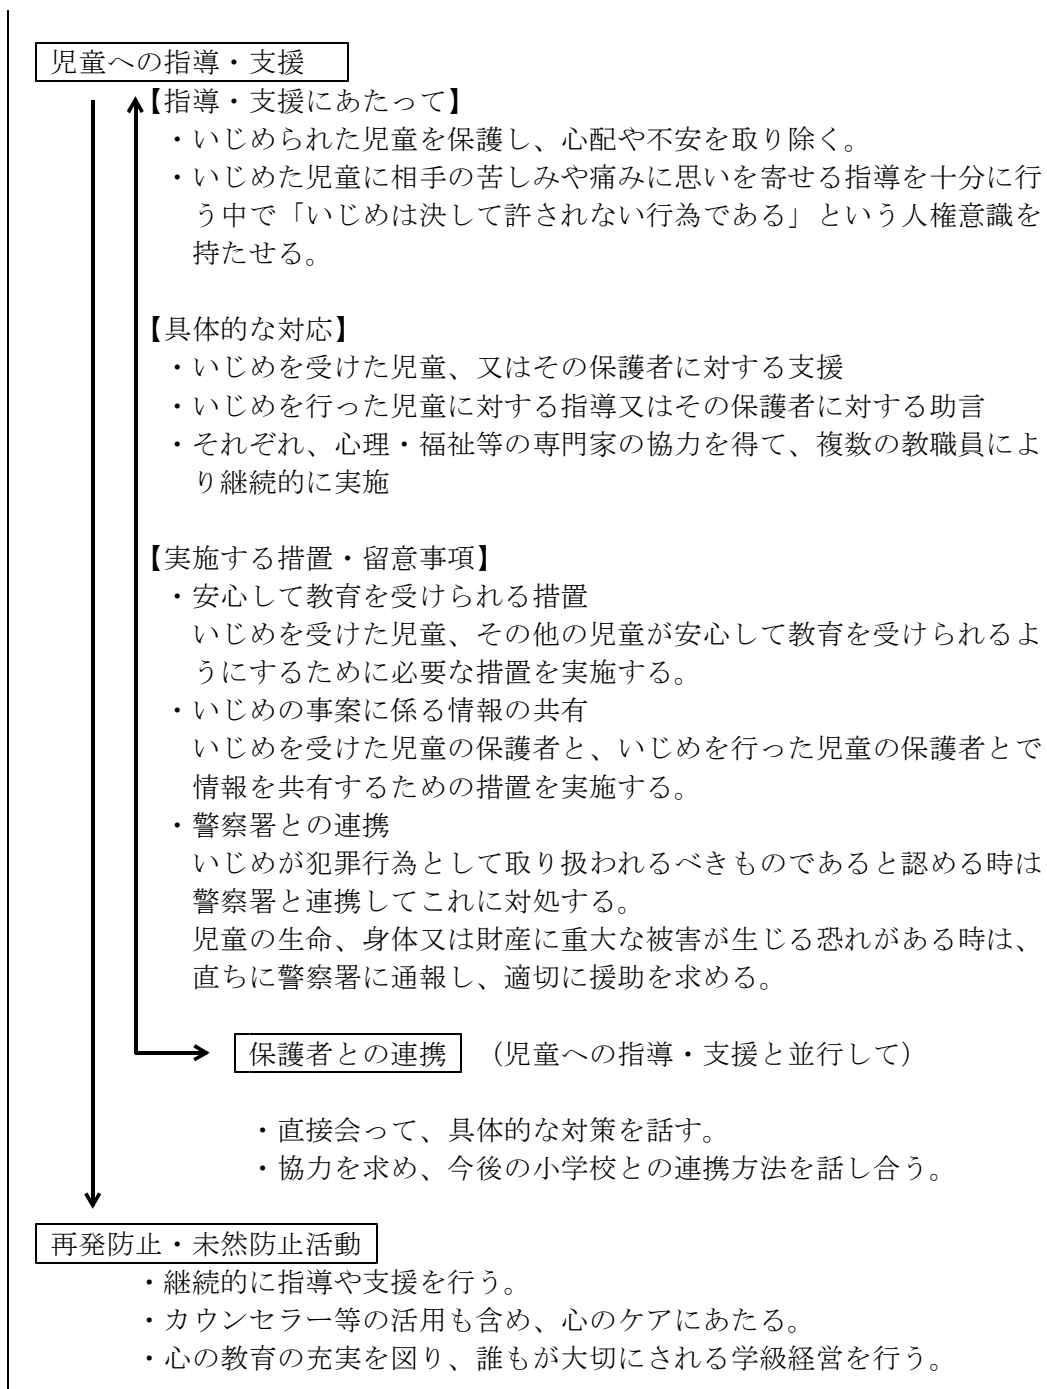 児童への指導・支援
【指導・支援にあたって】
・いじめられた児童を保護し、心配や不安を取り除く。
・いじめた児童に相手の苦しみや痛みに思いを寄せる指導を十分に行
う中で「いじめは決して許されない行為である」という人権意識を
持たせる。
【具体的な対応】
・いじめを受けた児童、又はその保護者に対する支援
・いじめを行った児童に対する指導又はその保護者に対する助言
・それぞれ、心理・福祉等の専門家の協力を得て、複数の教職員によ
り継続的に実施
【実施する措置・留意事項】
・安心して教育を受けられる措置
いじめを受けた児童、その他の児童が安心して教育を受けられるよ
うにするために必要な措置を実施する。
・いじめの事案に係る情報の共有
いじめを受けた児童の保護者と、いじめを行った児童の保護者とで
情報を共有するための措置を実施する。
・警察署との連携
いじめが犯罪行為として取り扱われるべきものであると認める時は
警察署と連携してこれに対処する。
児童の生命、身体又は財産に重大な被害が生じる恐れがある時は、
直ちに警察署に通報し、適切に援助を求める。
保護者との連携 （児童への指導・支援と並行して）
・直接会って、具体的な対策を話す。
・協力を求め、今後の小学校との連携方法を話し合う。
再発防止・未然防止活動
・継続的に指導や支援を行う。
・カウンセラー等の活用も含め、心のケアにあたる。
・心の教育の充実を図り、誰もが大切にされる学級経営を行う。